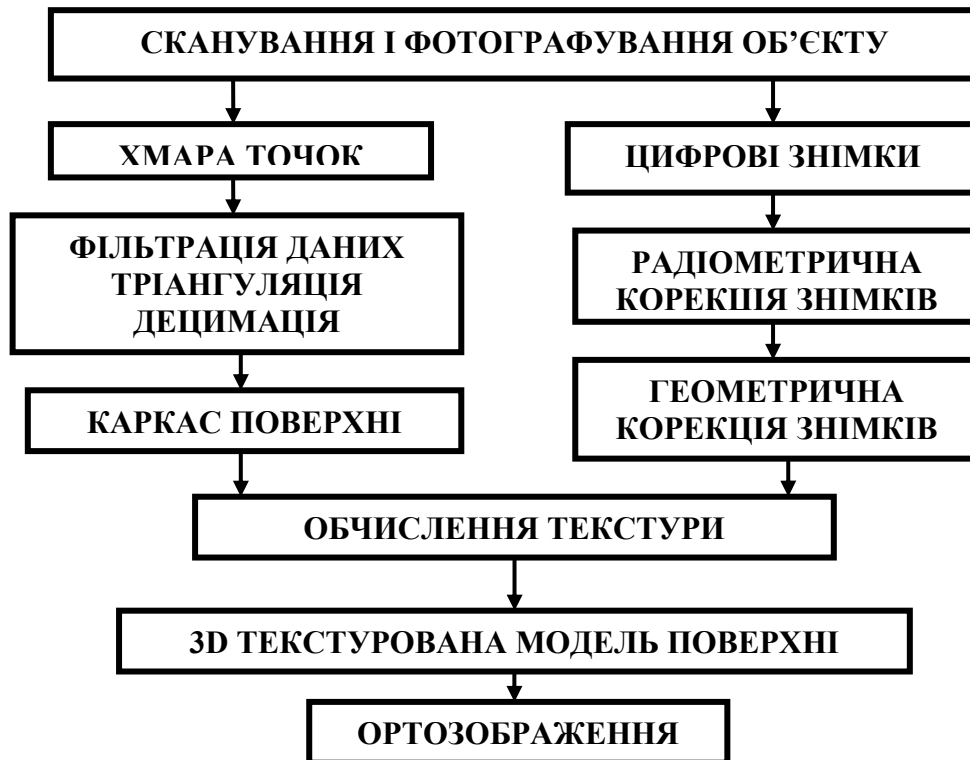 СКАНУВАННЯ І ФОТОГРАФУВАННЯ ОБ’ЄКТУ
ХМАРА ТОЧОК
ЦИФРОВІ ЗНІМКИ
ФІЛЬТРАЦІЯ ДАНИХ
ТРІАНГУЛЯЦІЯ
ДЕЦИМАЦІЯ
РАДІОМЕТРИЧНА
КОРЕКЦІЯ ЗНІМКІВ
КАРКАС ПОВЕРХНІ
ГЕОМЕТРИЧНА
КОРЕКЦІЯ ЗНІМКІВ
ОБЧИСЛЕННЯ ТЕКСТУРИ
3D ТЕКСТУРОВАНА МОДЕЛЬ ПОВЕРХНІ
ОРТОЗОБРАЖЕННЯ